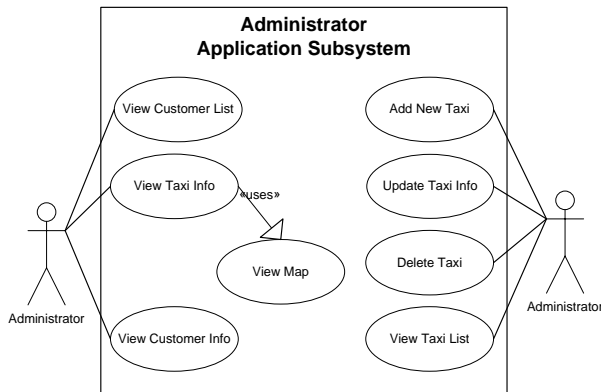 Administrator
Application Subsystem
View Customer List
Add New Taxi
View Taxi Info
«uses»
Update Taxi Info
View Map
Delete Taxi
Administrator
Administrator
View Customer Info
View Taxi List